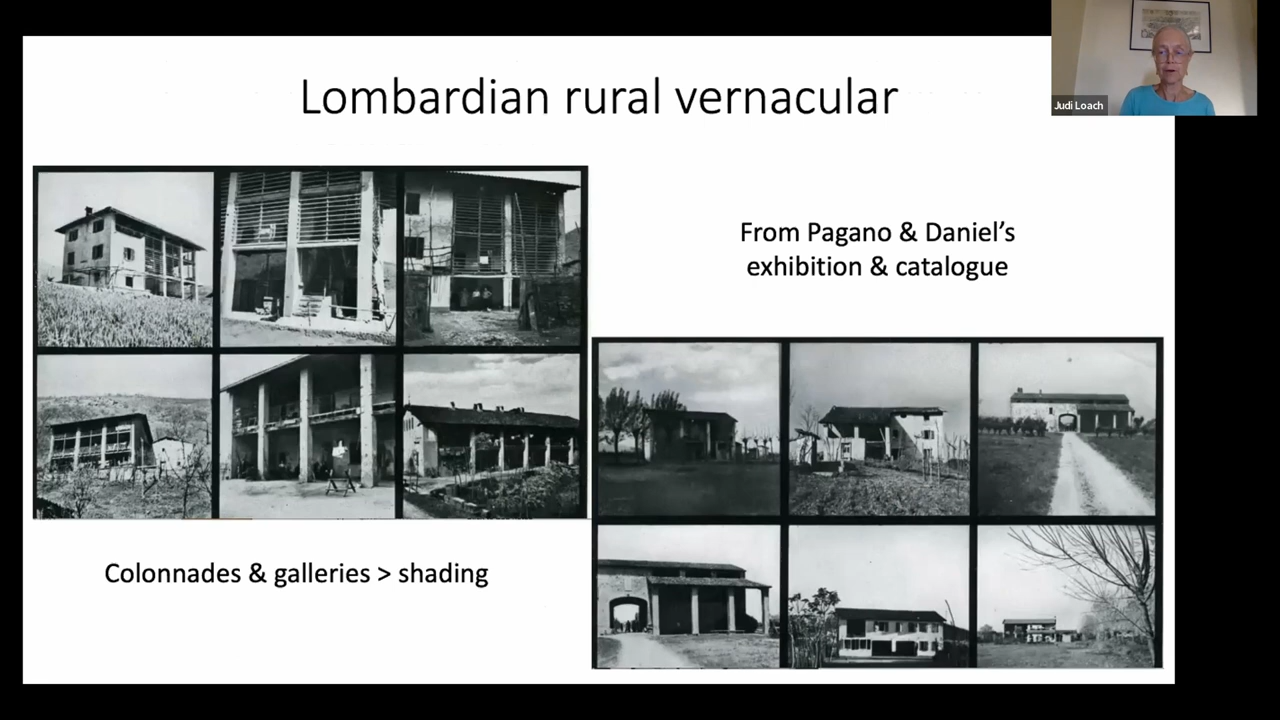 Lombardian rural vernacular
Judi Loach
From Pagano & Daniel’s
exhibition & catalogue
Colonnades & galleries > shading